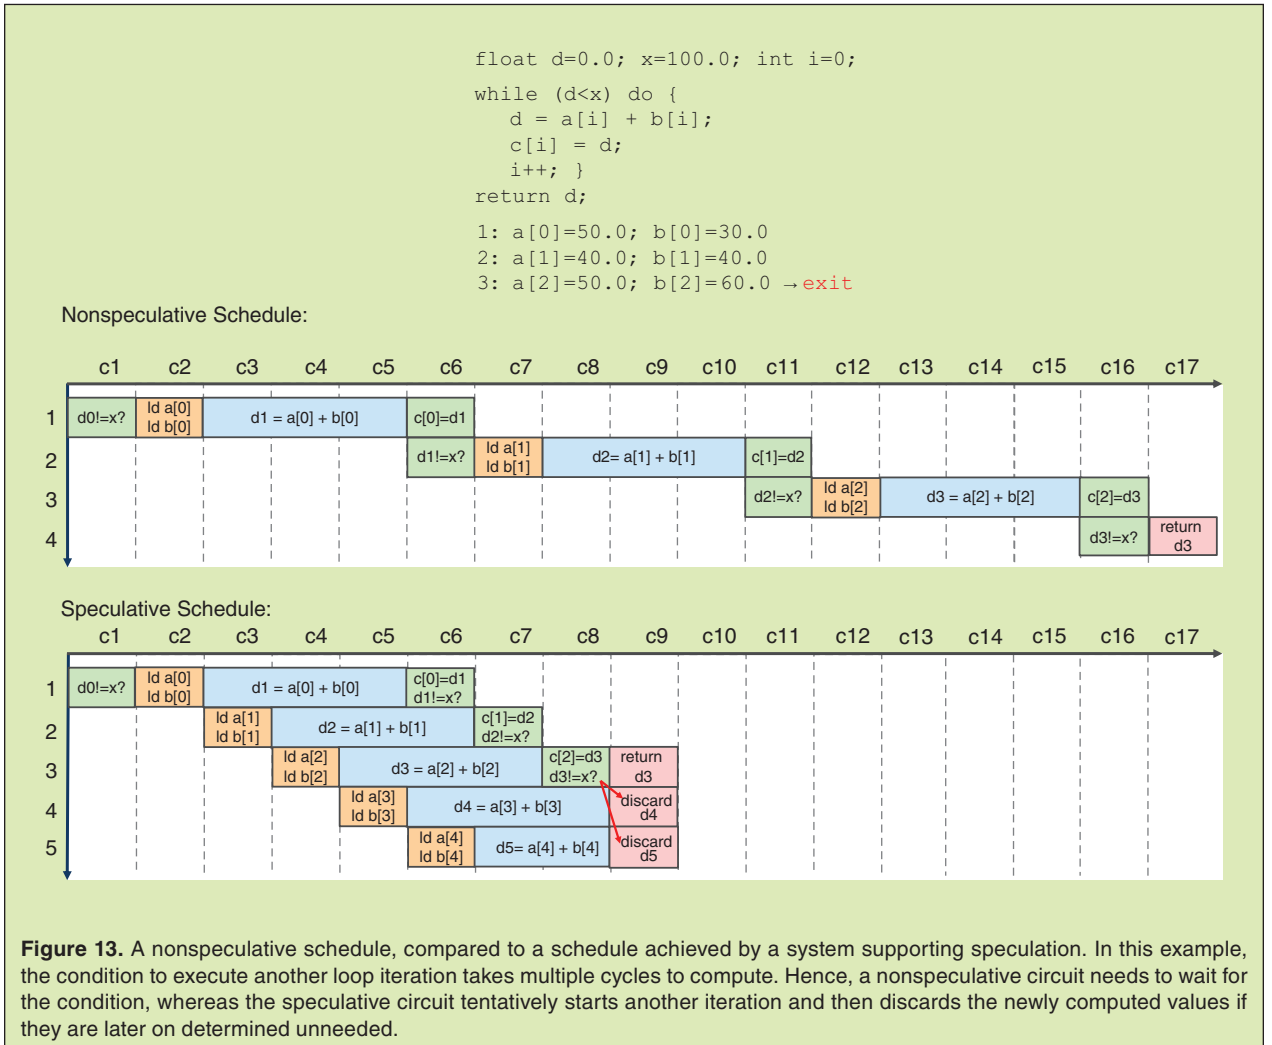 float d=0.0; x=100.0; int i=0;
while (d<x) do {
d = a[i] + b[i];
c[i] = d;
i++; }
return d;
1: a[0]=50.0; b[0]=30.0
2: a[1]=40.0; b[1]=40.0
3: a[2]=50.0; b[2]=60.0 → exit
Nonspeculative Schedule:
c1 c2 c3 c4 c5 c6 c7 c8 c9 c10 c11 c12 c13 c14 c15 c16 c17
1
d0!=x?
ld a[0]
ld b[0]
d1 = a[0] + b[0]
c[0]=d1
2
d1!=x?
ld a[1]
ld b[1]
d2= a[1] + b[1]
c[1]=d2
3
d2!=x?
ld a[2]
ld b[2]
d3 = a[2] + b[2]
c[2]=d3
4
d3!=x?
return
d3
Speculative Schedule:
c1 c2 c3 c4 c5 c6 c7 c8 c9 c10 c11 c12 c13 c14 c15 c16 c17
1
d0!=x?
ld a[0]
ld b[0]
d1 = a[0] + b[0]
c[0]=d1
d1!=x?
2
ld a[1]
ld b[1]
d2 = a[1] + b[1]
c[1]=d2
d2!=x?
3
ld a[2]
ld b[2]
d3 = a[2] + b[2]
c[2]=d3
d3!=x?
return
d3
4
ld a[3]
ld b[3]
d4 = a[3] + b[3]
discard
d4
5
ld a[4]
ld b[4]
d5= a[4] + b[4]
discard
d5
Figure 13. A nonspeculative schedule, compared to a schedule achieved by a system supporting speculation. In this example,
the condition to execute another loop iteration takes multiple cycles to compute. Hence, a nonspeculative circuit needs to wait for
the condition, whereas the speculative circuit tentatively starts another iteration and then discards the newly computed values if
they are later on determined unneeded.